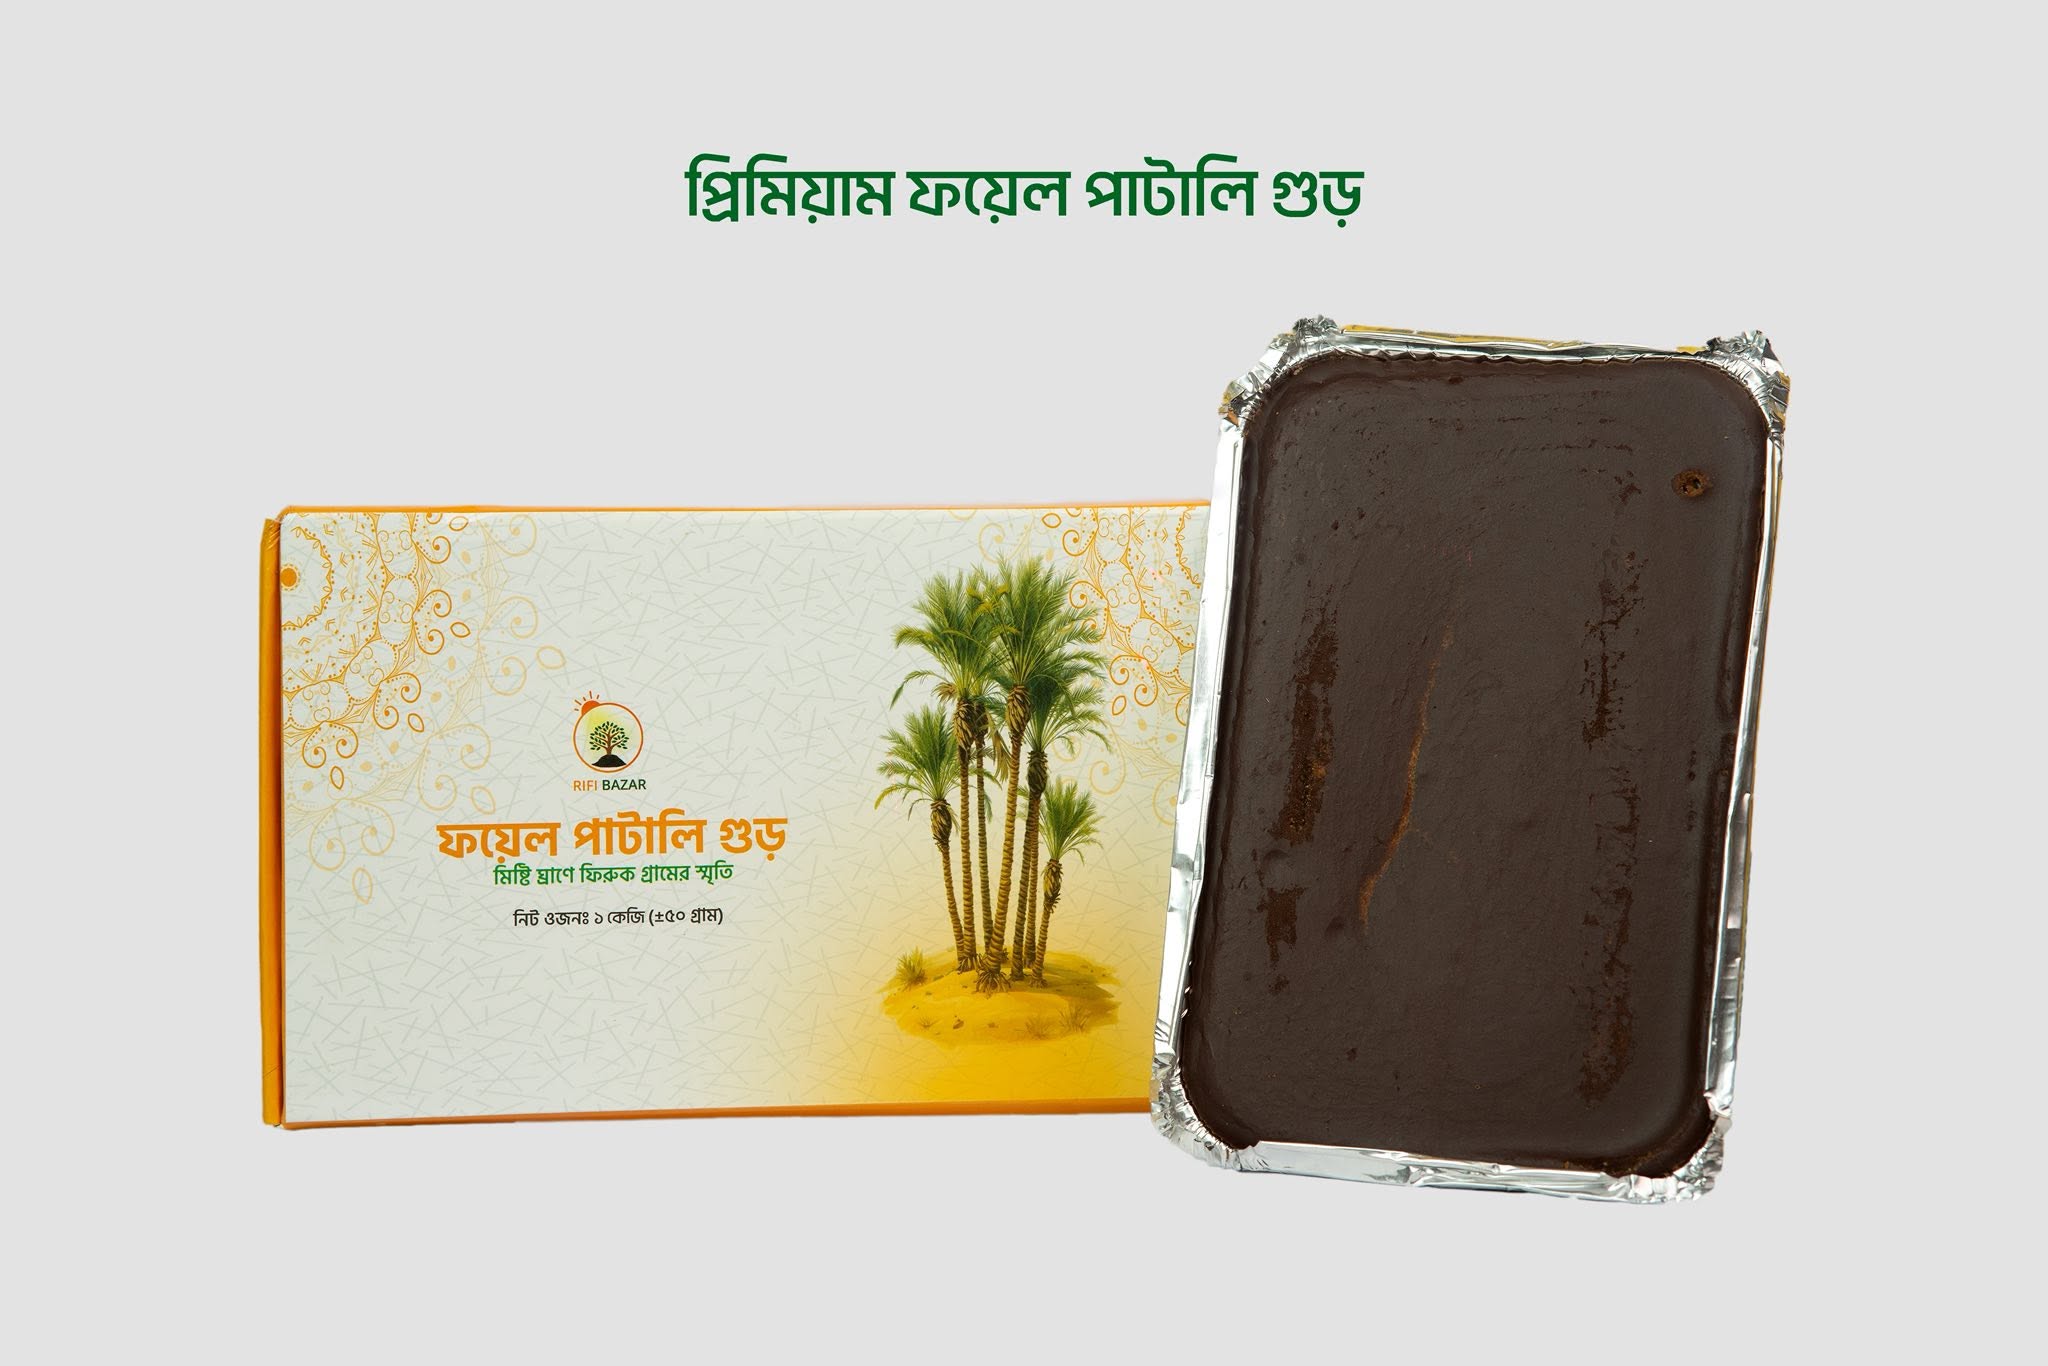 প্রিমিয়াম ফয়েল পাটালি গুড়
RIFI BAZAR
ফয়েল পাটালি গুড়
মিষ্টি ঘ্রাণে ফিরুক গ্রামের স্মৃতি
নিট ওজনঃ ১ কেজি (±৫০ গ্রাম)